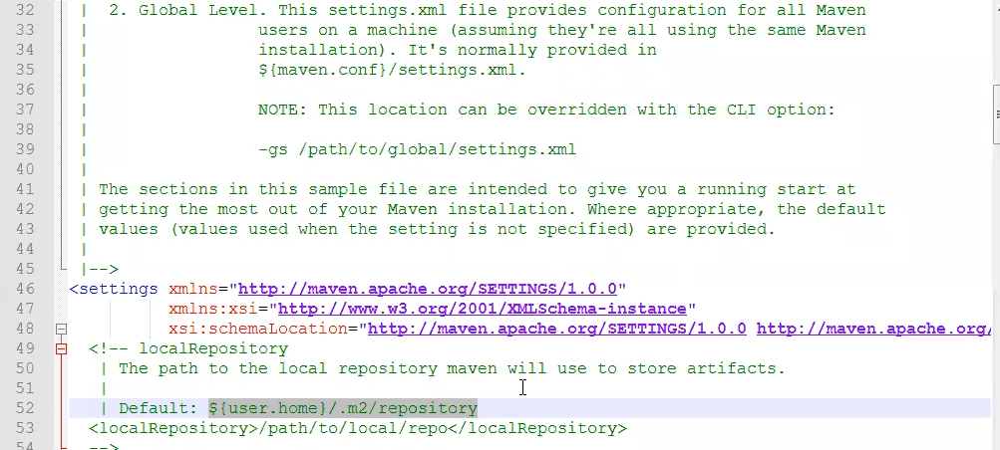 32 | 2. Global Level. This settings.xml file provides configuration for all Maven
33 | users on a machine (assuming they're all using the same Maven
34 | installation). It's normally provided in
35 | ${maven.conf}/settings.xml.
36 |
37 | NOTE: This location can be overridden with the CLI option:
38 |
39 | -gs /path/to/global/settings.xml
40 |
41 | The sections in this sample file are intended to give you a running start at
42 | getting the most out of your Maven installation. Where appropriate, the default
43 | values (values used when the setting is not specified) are provided.
44 |
45 |-->
46 <settings xmlns="http://maven.apache.org/SETTINGS/1.0.0"
47 xmlns:xsi="http://www.w3.org/2001/XMLSchema-instance"
48 xsi:schemaLocation="http://maven.apache.org/SETTINGS/1.0.0 http://maven.apache.org/
49 <!-- localRepository
50 | The path to the local repository maven will use to store artifacts.
51 |
52 | Default: ${user.home}/.m2/repository
53 <localRepository>/path/to/local/repo</localRepository>
54 -->